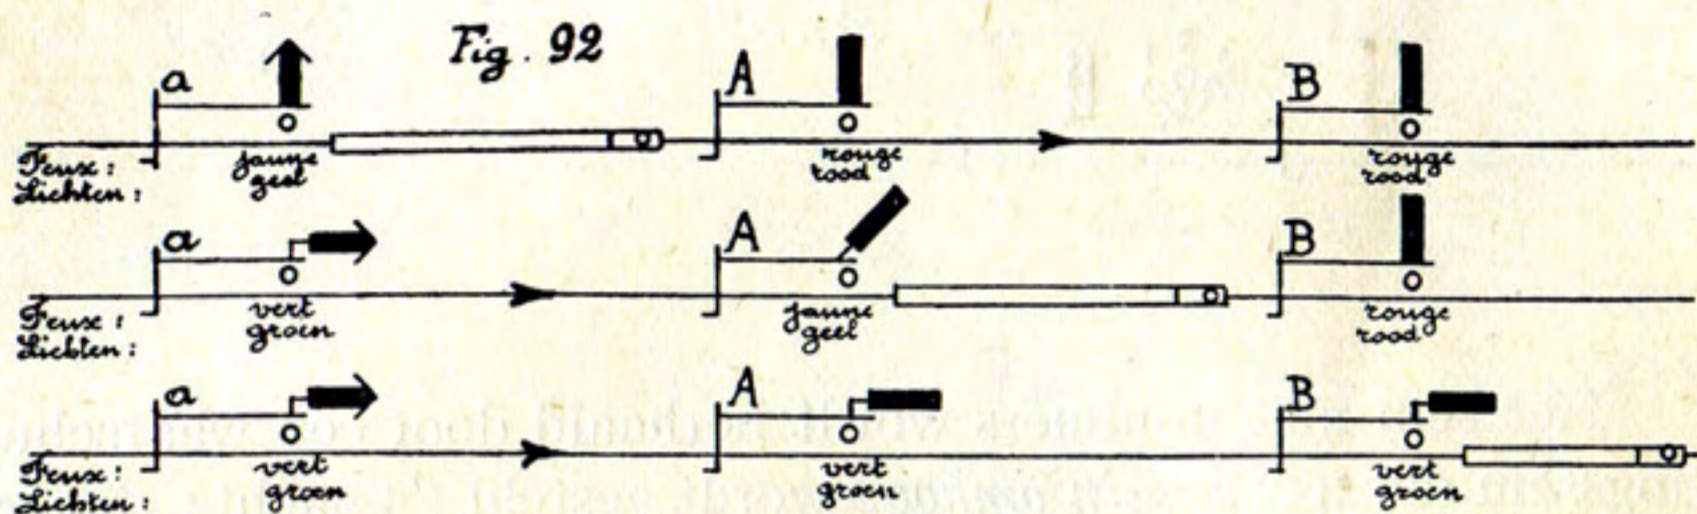 Fig. 92
a A B
Feux : jaune rouge rouge
Lichten : geel rood rood
a A B
Feux : vert jaune rouge
Lichten : groen geel rood
a A B
Feux : vert vert vert
Lichten : groen groen groen